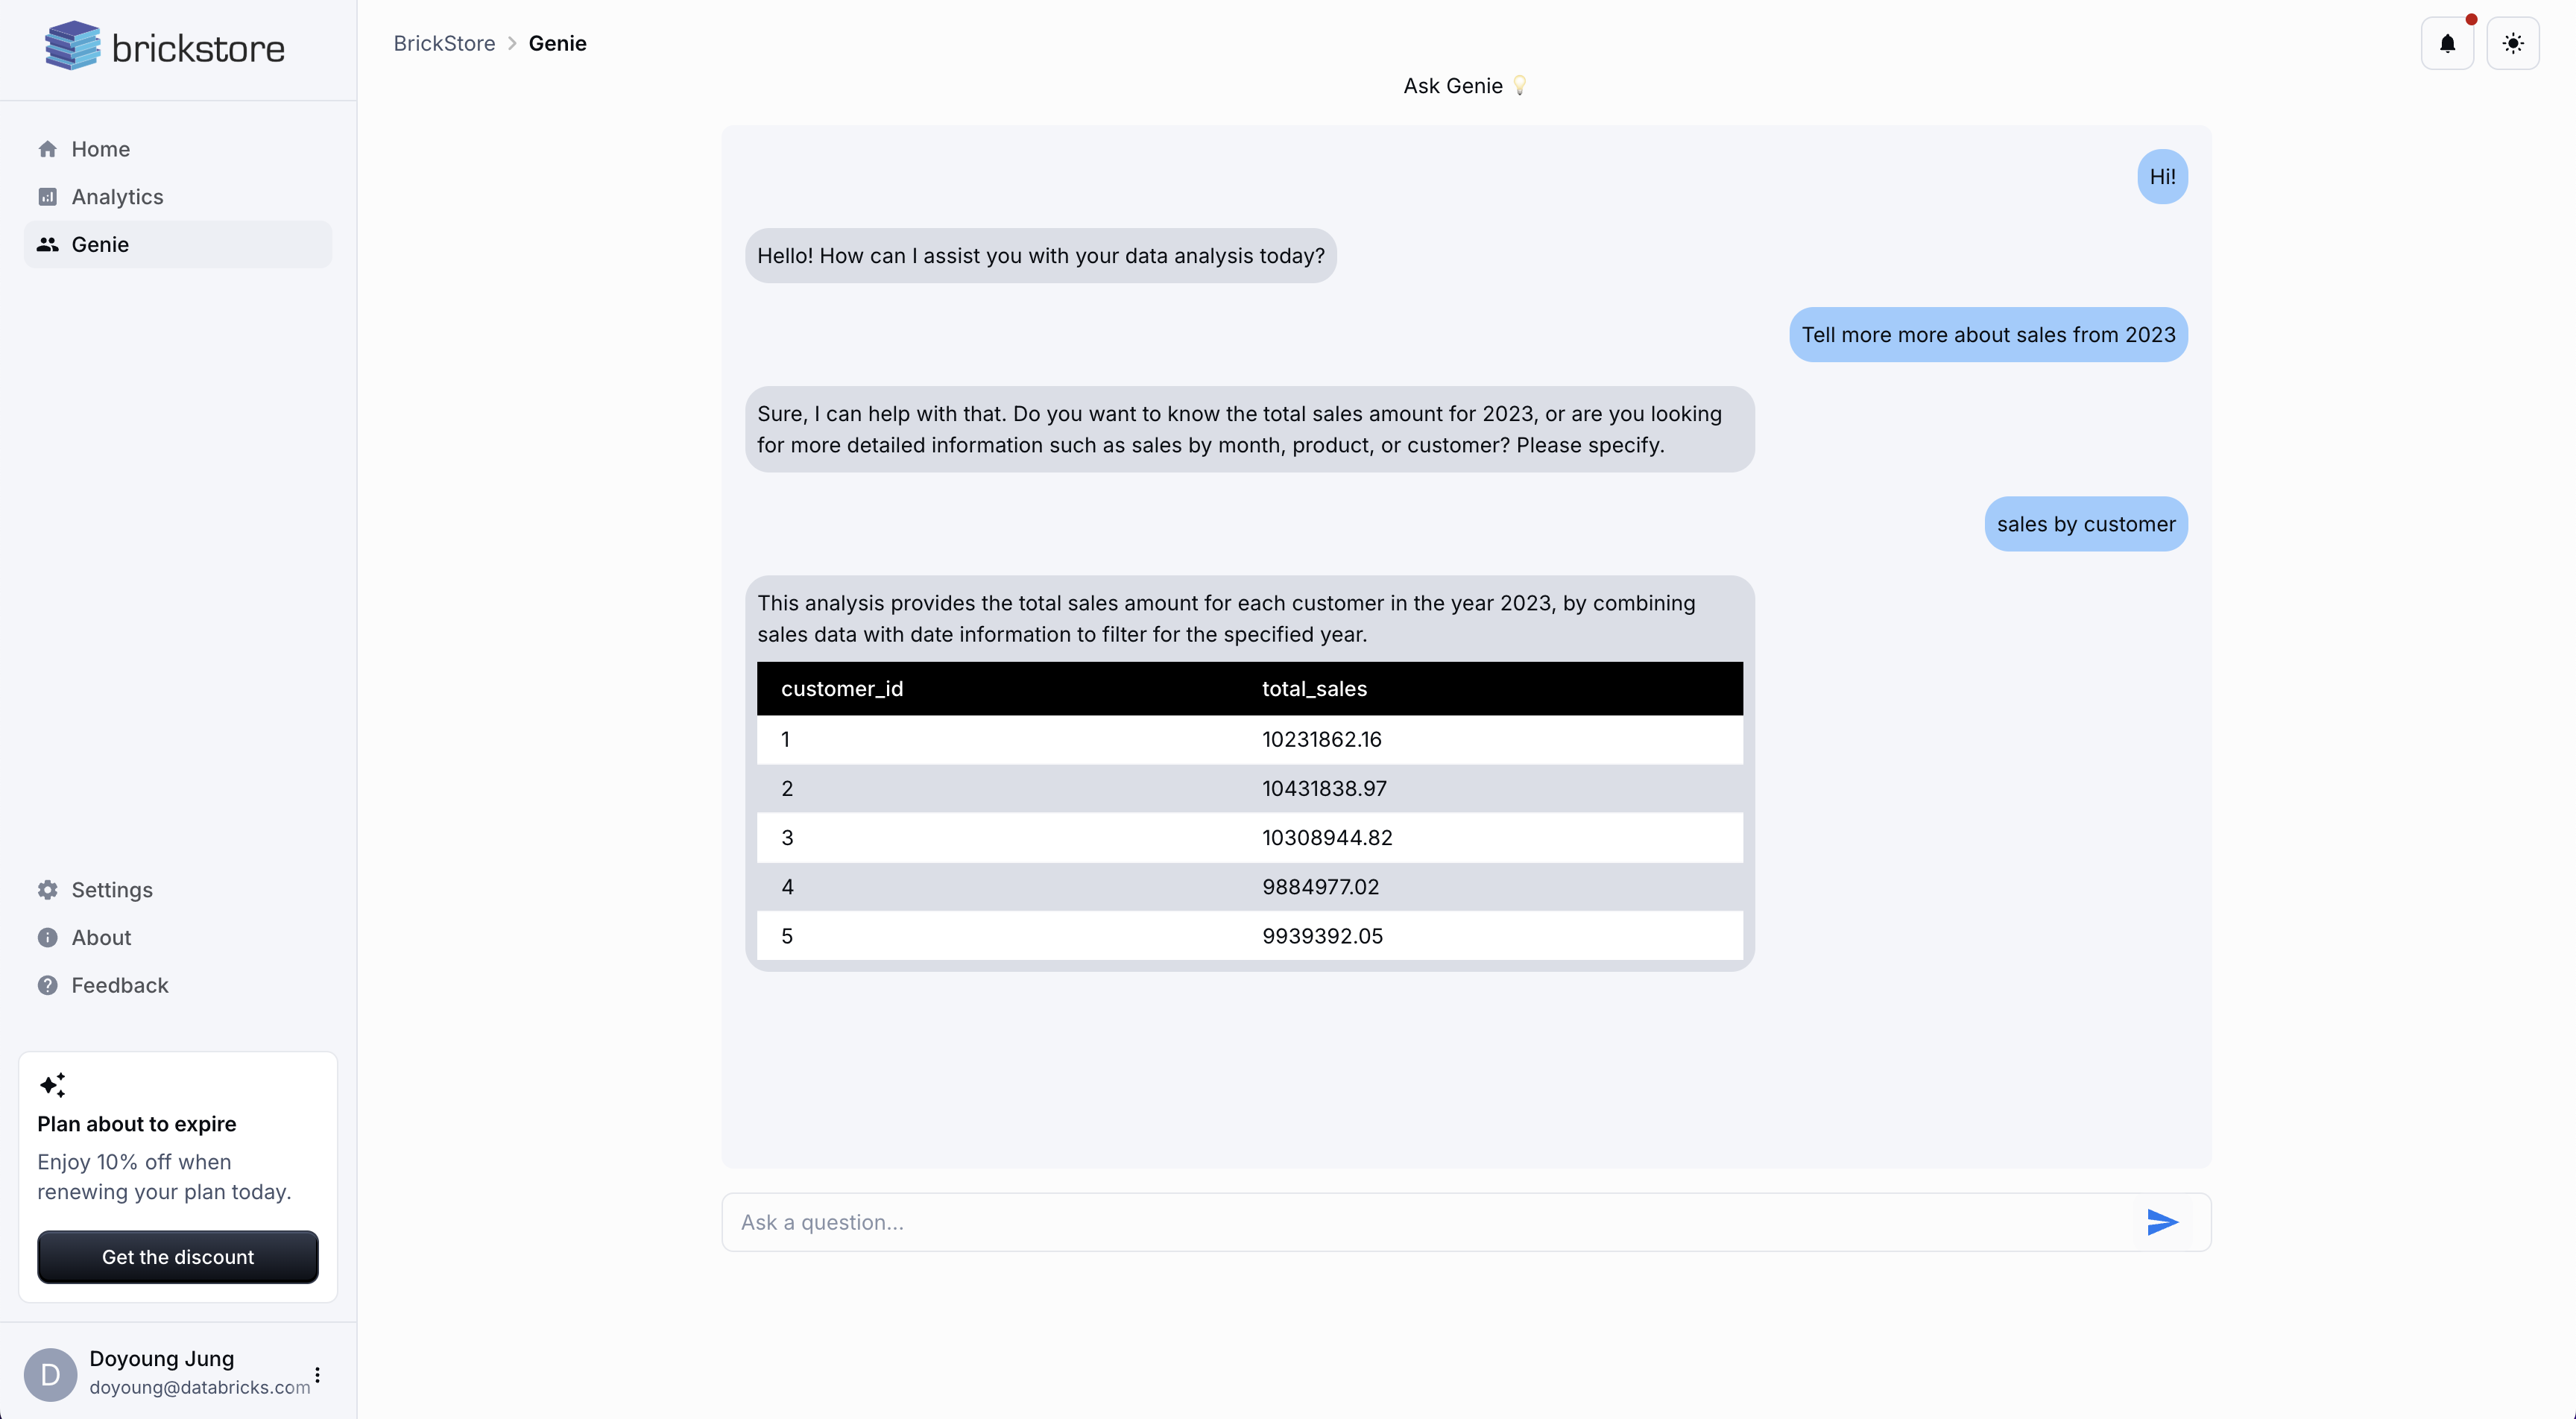 brickstore
BrickStore > Genie
Home
Analytics
Genie
Ask Genie 💡
Hi!
Hello! How can I assist you with your data analysis today?
Tell more more about sales from 2023
Sure, I can help with that. Do you want to know the total sales amount for 2023, or are you looking
for more detailed information such as sales by month, product, or customer? Please specify.
sales by customer
This analysis provides the total sales amount for each customer in the year 2023, by combining
sales data with date information to filter for the specified year.
customer_id total_sales
1 10231862.16
2 10431838.97
3 10308944.82
4 9884977.02
5 9939392.05
Ask a question...
Settings
About
Feedback
Plan about to expire
Enjoy 10% off when
renewing your plan today.
Get the discount
D
Doyoung Jung
doyoung@databricks.com